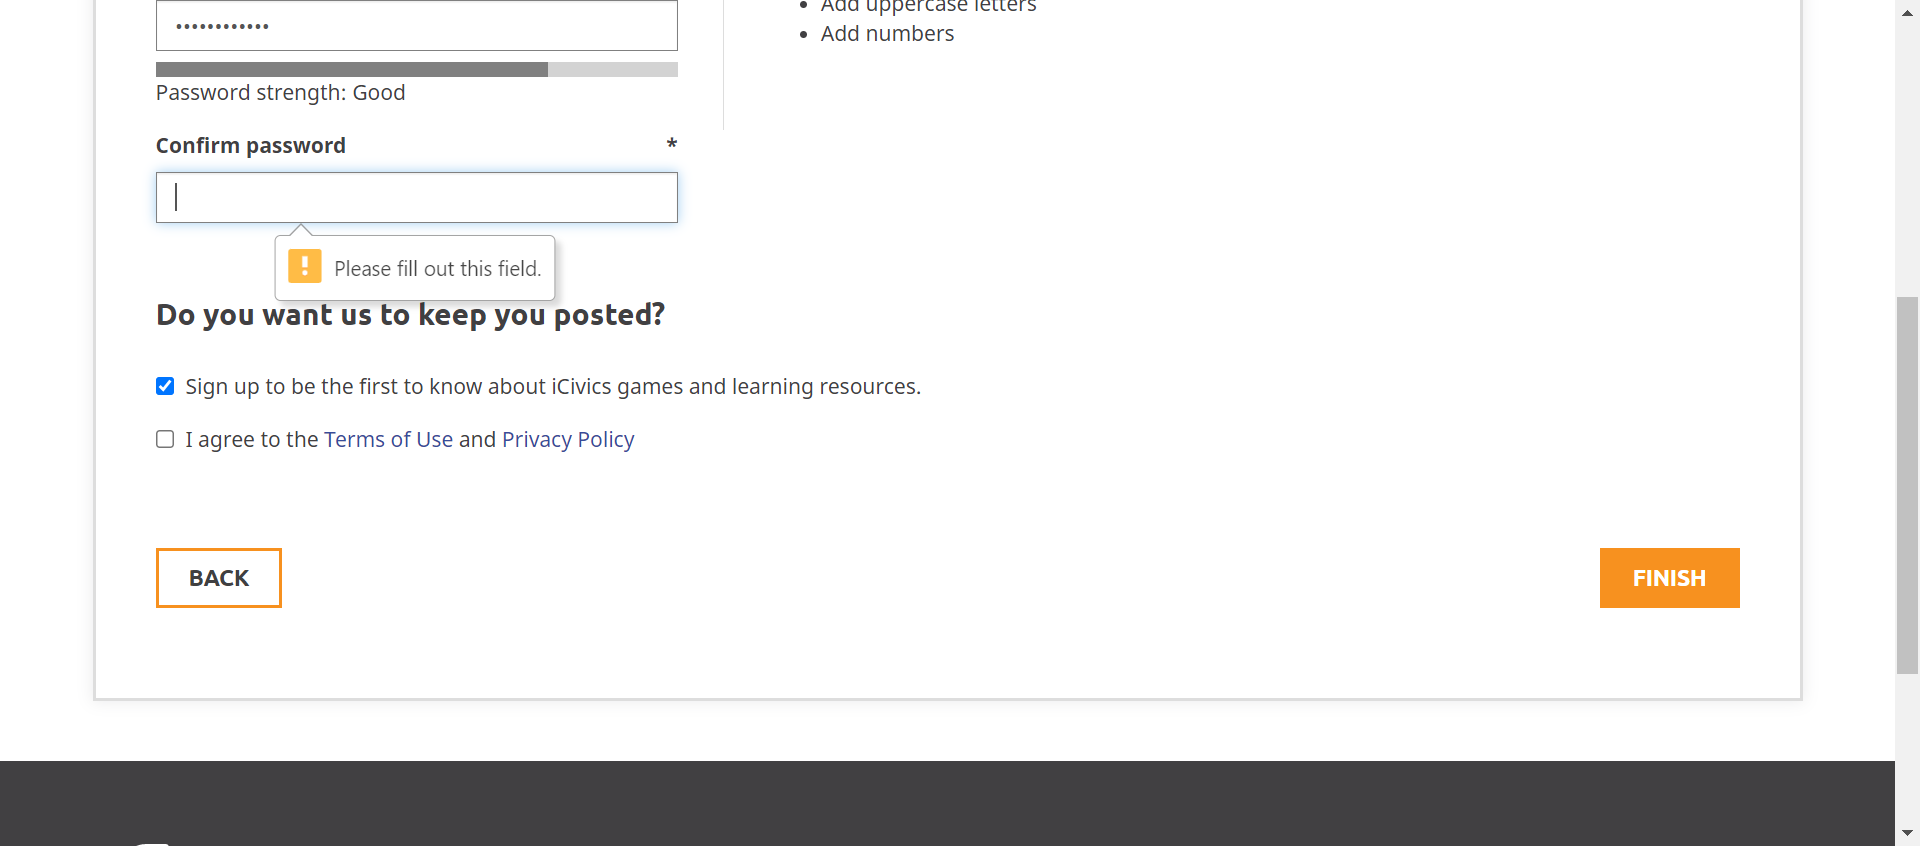 Add uppercase letters
Add numbers
••••••••••••
Password strength: Good
Confirm password *
Please fill out this field.
Do you want us to keep you posted?
Sign up to be the first to know about iCivics games and learning resources.
I agree to the Terms of Use and Privacy Policy
BACK
FINISH